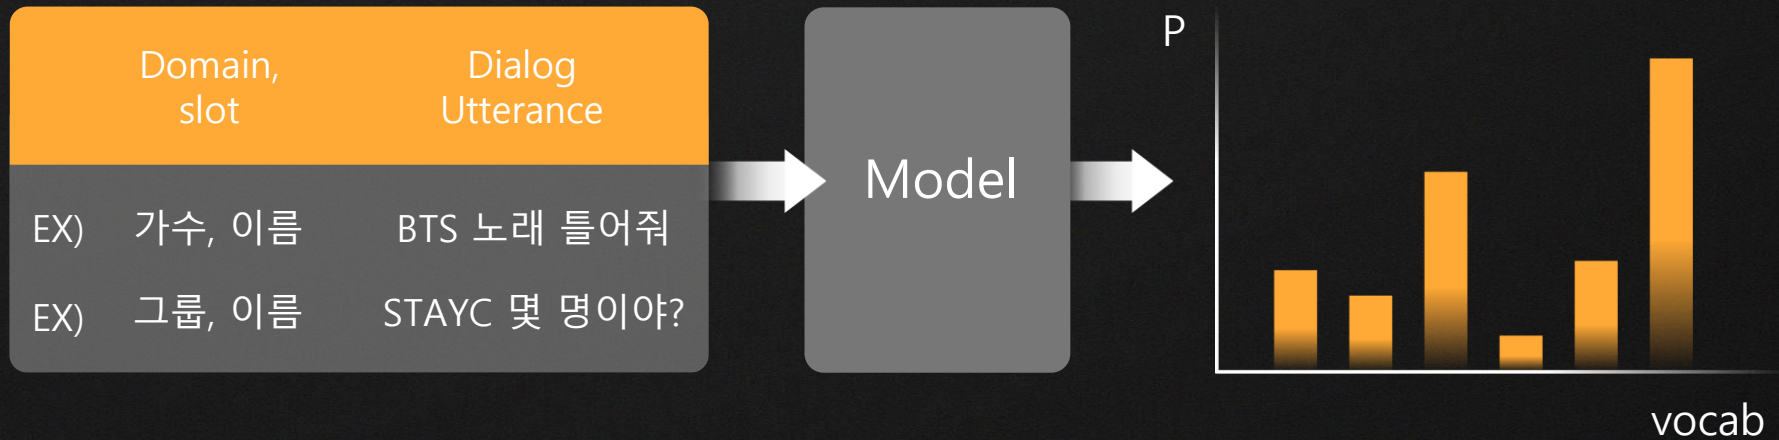 Domain,
slot
Dialog
Utterance
EX) 가수, 이름 BTS 노래 틀어줘
EX) 그룹, 이름 STAYC 몇 명이야?
Model
P
vocab